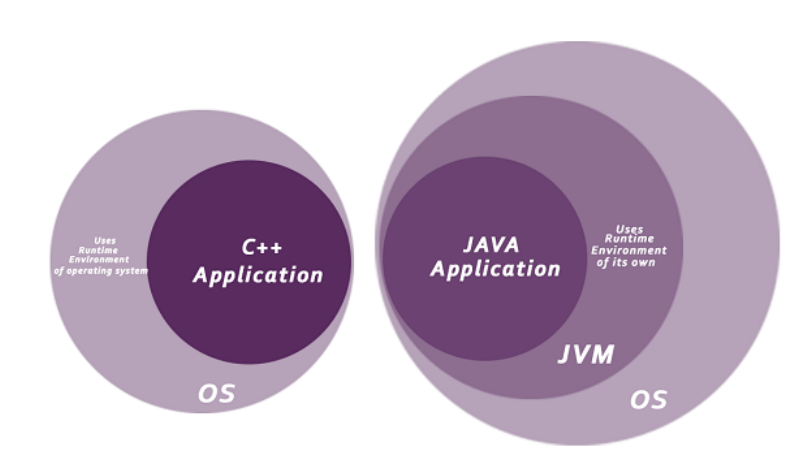 Uses
Runtime
Environment
of operating system
C++
Application
OS
JAVA
Application
Uses
Runtime
Environment
of its own
JVM
OS